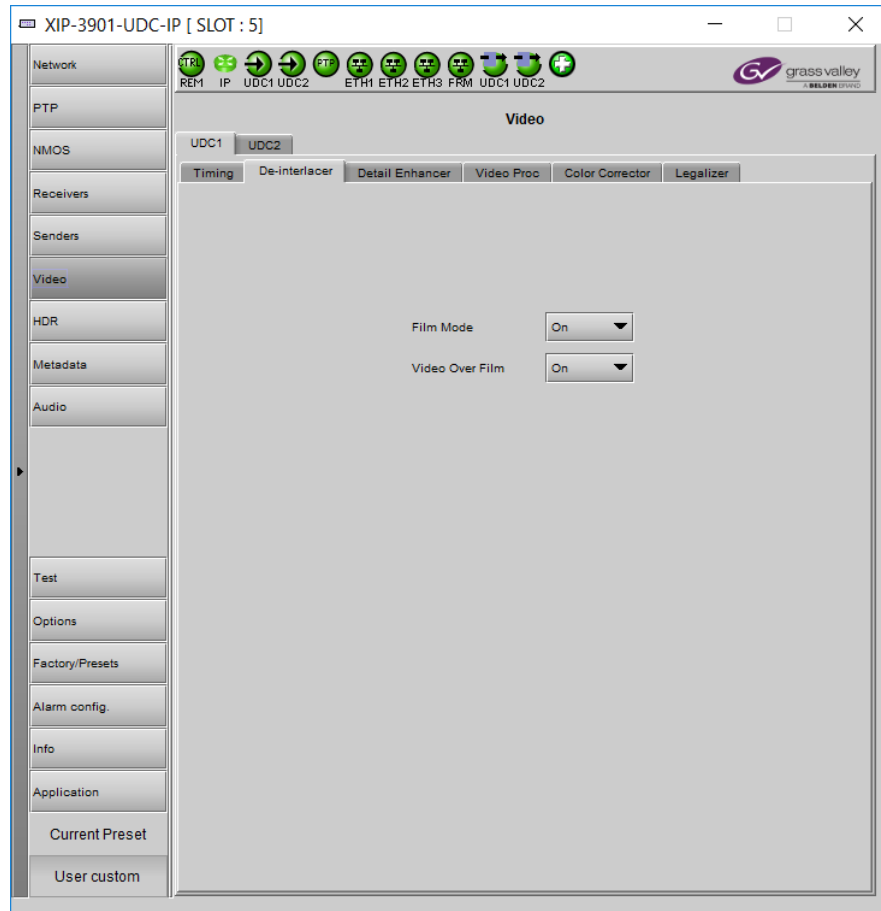 XIP-3901-UDC-IP [ SLOT : 5]
Network
PTP
NMOS
Receivers
Senders
Video
HDR
Metadata
Audio
Test
Options
Factory/Presets
Alarm config.
Info
Application
Current Preset
User custom
CTRL PTP
REM IP UDC1 UDC2 ETH1 ETH2 ETH3 FRM UDC1 UDC2
GV grass valley
A BELDEN BRAND
Video
UDC1 UDC2
Timing De-interlacer Detail Enhancer Video Proc Color Corrector Legalizer
Film Mode On
Video Over Film On